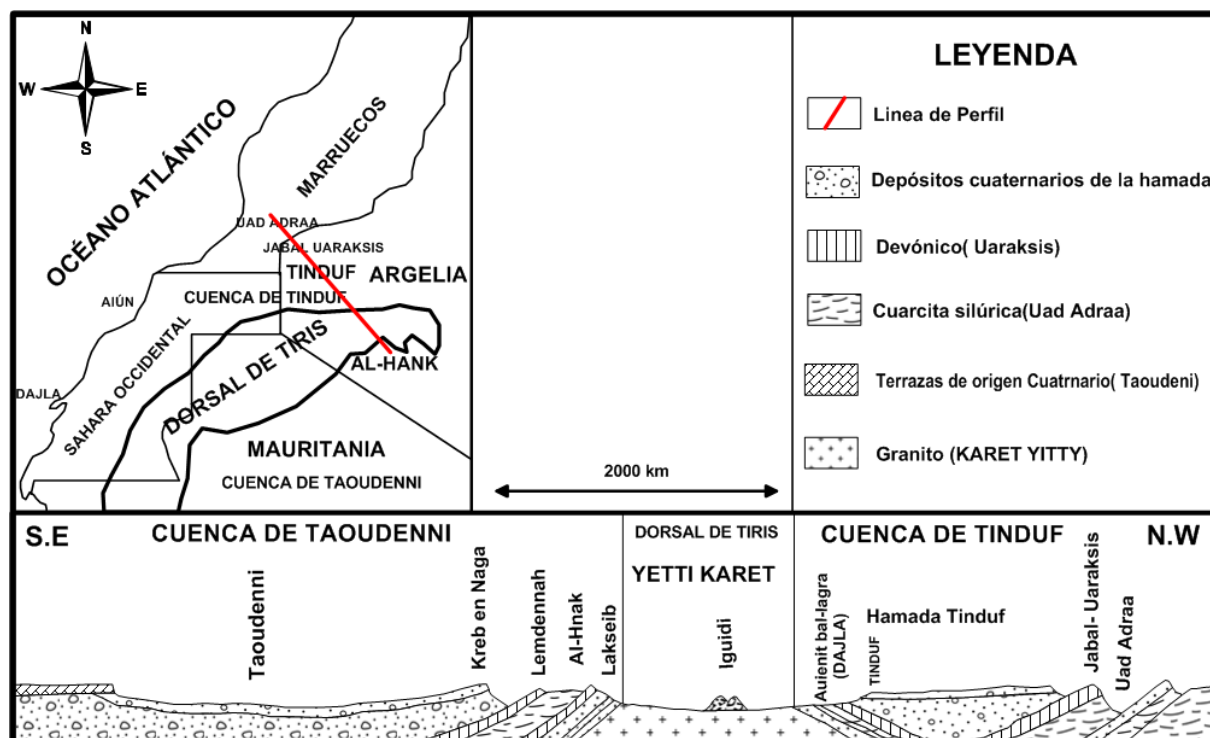 N
W
E
S
OCÉANO ATLÁNTICO
MARRUECOS
UAD ADRAA
JABAL UARAKSIS
TINDUF
ARGELIA
CUENCA DE TINDUF
AIÚN
SAHARA OCCIDENTAL
DORSAL DE TIRIS
AL-HANK
DAJLA
MAURITANIA
CUENCA DE TAOUDENNI
2000 km
LEYENDA
Linea de Perfil
Depósitos cuaternarios de la hamada
Devónico( Uaraksis)
Cuarcita silúrica(Uad Adraa)
Terrazas de origen Cuatrnario( Taoudeni)
Granito (KARET YITTY)
S.E
CUENCA DE TAOUDENNI
DORSAL DE TIRIS
CUENCA DE TINDUF
N.W
YETTI KARET
Taoudenni
Kreb en Naga
Lemdennah
Al-Hnak
Lakseib
Iguidi
Auienit bal-lagra
(DAJLA)
TINDUF
Hamada Tinduf
Jabal- Uaraksis
Uad Adraa